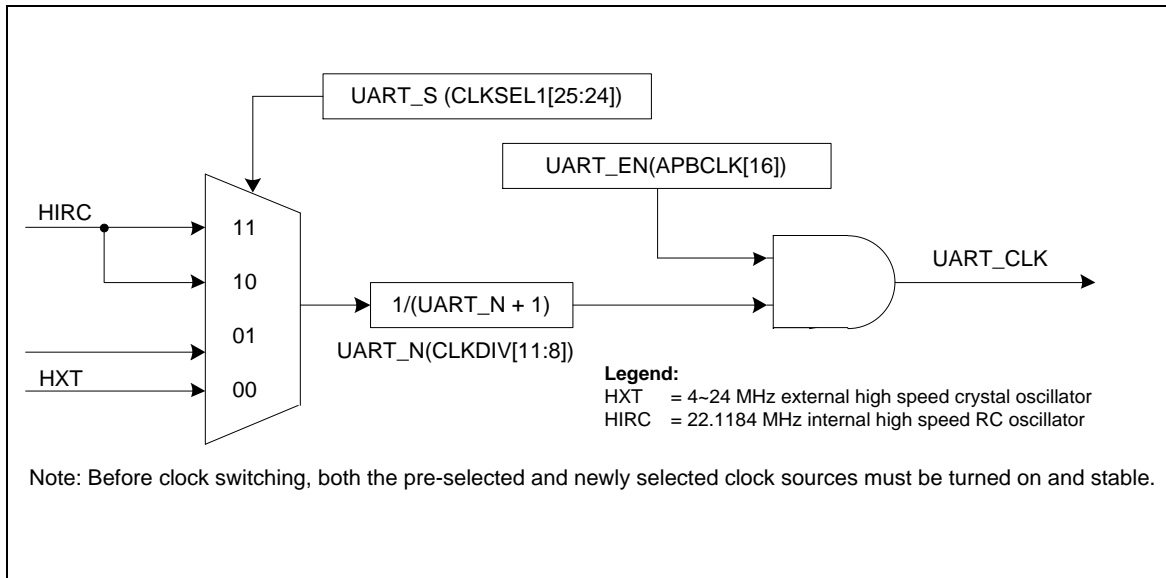 UART_S (CLKSEL1[25:24])
UART_EN(APBCLK[16])
HIRC
11
UART_CLK
10
1/(UART_N + 1)
01
UART_N(CLKDIV[11:8])
HXT
00
Legend:
HXT = 4~24 MHz external high speed crystal oscillator
HIRC = 22.1184 MHz internal high speed RC oscillator
Note: Before clock switching, both the pre-selected and newly selected clock sources must be turned on and stable.